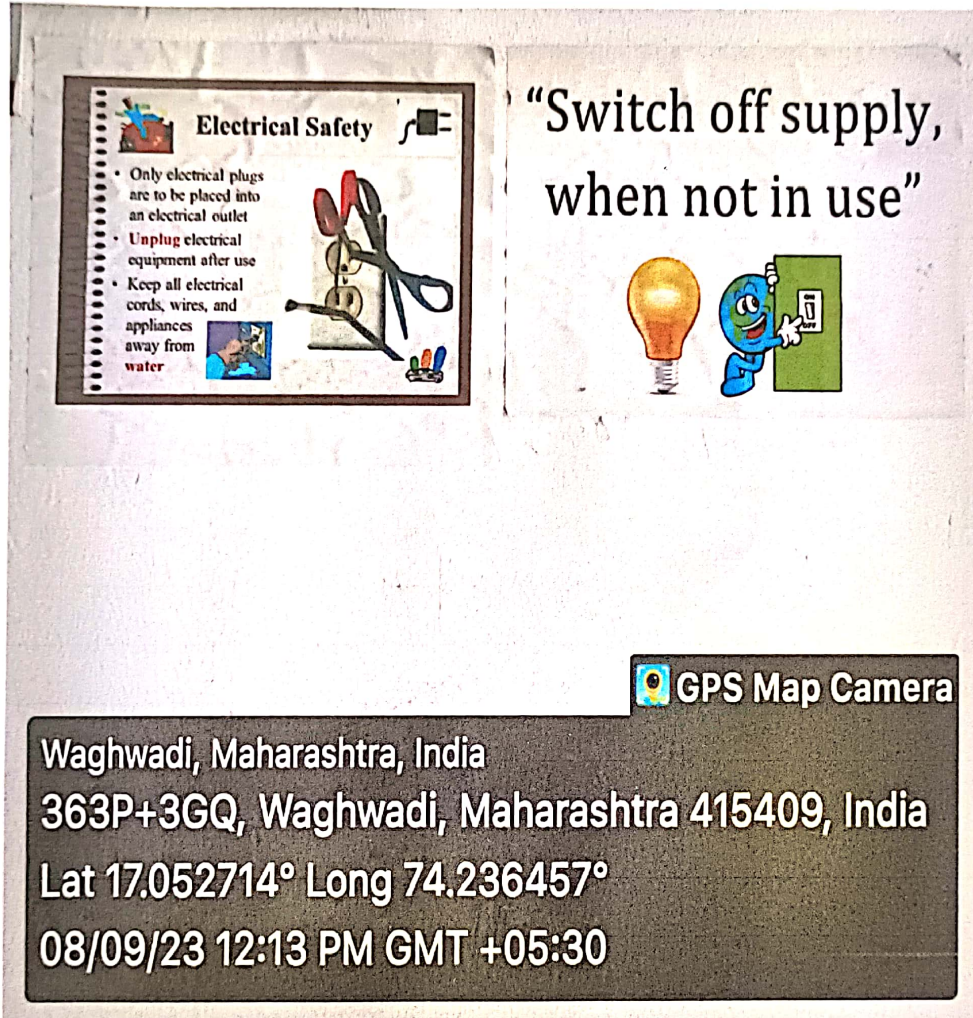 Electrical Safety
• Only electrical plugs
are to be placed into
an electrical outlet
• Unplug electrical
equipment after use
• Keep all electrical
cords, wires, and
appliances
away from
water
“Switch off supply,
when not in use”
ON
OFF
GPS Map Camera
Waghwadi, Maharashtra, India
363P+3GQ, Waghwadi, Maharashtra 415409, India
Lat 17.052714° Long 74.236457°
08/09/23 12:13 PM GMT +05:30